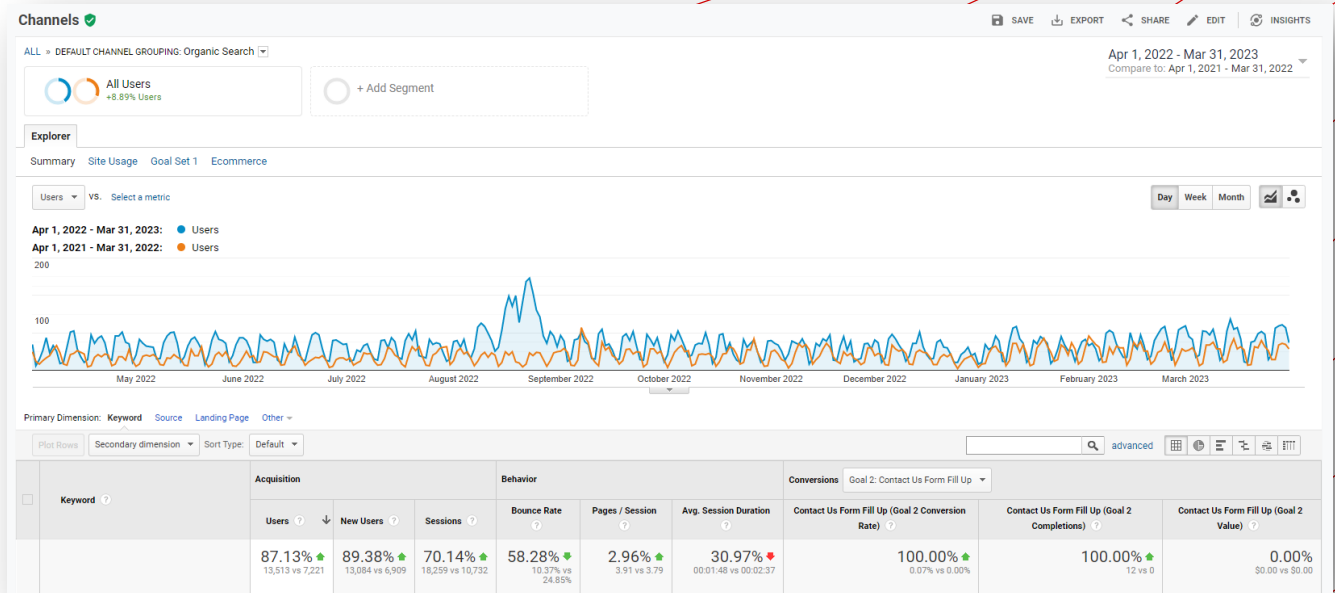 Channels
SAVE EXPORT SHARE EDIT INSIGHTS
ALL » DEFAULT CHANNEL GROUPING: Organic Search
Apr 1, 2022 - Mar 31, 2023
Compare to: Apr 1, 2021 - Mar 31, 2022
All Users
+8.89% Users
+ Add Segment
Explorer
Summary Site Usage Goal Set 1 Ecommerce
Users VS. Select a metric
Day Week Month
Apr 1, 2022 - Mar 31, 2023: Users
Apr 1, 2021 - Mar 31, 2022: Users
200
100
May 2022 June 2022 July 2022 August 2022 September 2022 October 2022 November 2022 December 2022 January 2023 February 2023 March 2023
Primary Dimension: Keyword Source Landing Page Other
Plot Rows Secondary dimension Sort Type: Default advanced
Keyword ?
Acquisition Behavior Conversions Goal 2: Contact Us Form Fill Up
Users ? New Users ? Sessions ? Bounce Rate ? Pages / Session ? Avg. Session Duration ? Contact Us Form Fill Up (Goal 2 Conversion Rate) ? Contact Us Form Fill Up (Goal 2 Completions) ? Contact Us Form Fill Up (Goal 2 Value) ?
87.13% 89.38% 70.14% 58.28% 2.96% 30.97% 100.00% 100.00% 0.00%
13,513 vs 7,221 13,084 vs 6,909 18,259 vs 10,732 10.37% vs 24.85% 3.91 vs 3.79 00:01:48 vs 00:02:37 0.07% vs 0.00% 12 vs 0 $0.00 vs $0.00